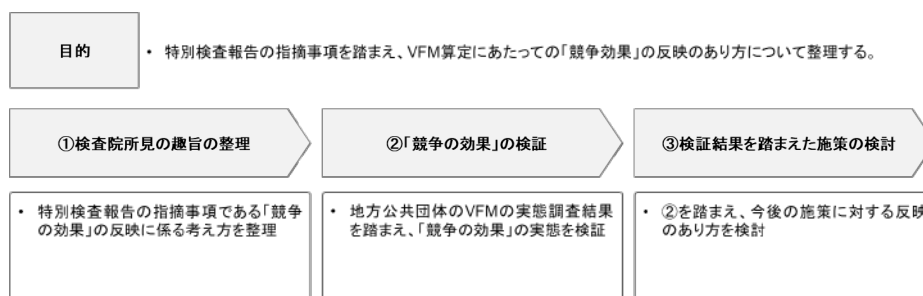 目的
• 特別検査報告の指摘事項を踏まえ、VFM算定にあたっての「競争効果」の反映のあり方について整理する。
①検査院所見の趣旨の整理
②「競争の効果」の検証
③検証結果を踏まえた施策の検討
• 特別検査報告の指摘事項である「競争
の効果」の反映に係る考え方を整理
• 地方公共団体のVFMの実態調査結果
を踏まえ、「競争の効果」の実態を検証
• ②を踏まえ、今後の施策に対する反映
のあり方を検討